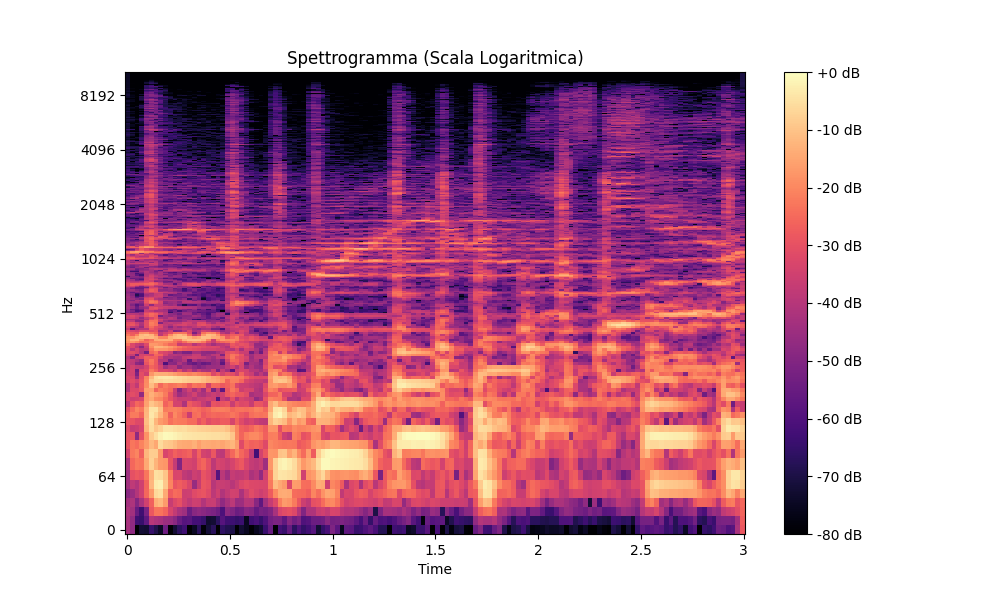 Spettrogramma (Scala Logaritmica)
Hz
8192
4096
2048
1024
512
256
128
64
0
0 0.5 1 1.5 2 2.5 3
Time
+0 dB
-10 dB
-20 dB
-30 dB
-40 dB
-50 dB
-60 dB
-70 dB
-80 dB